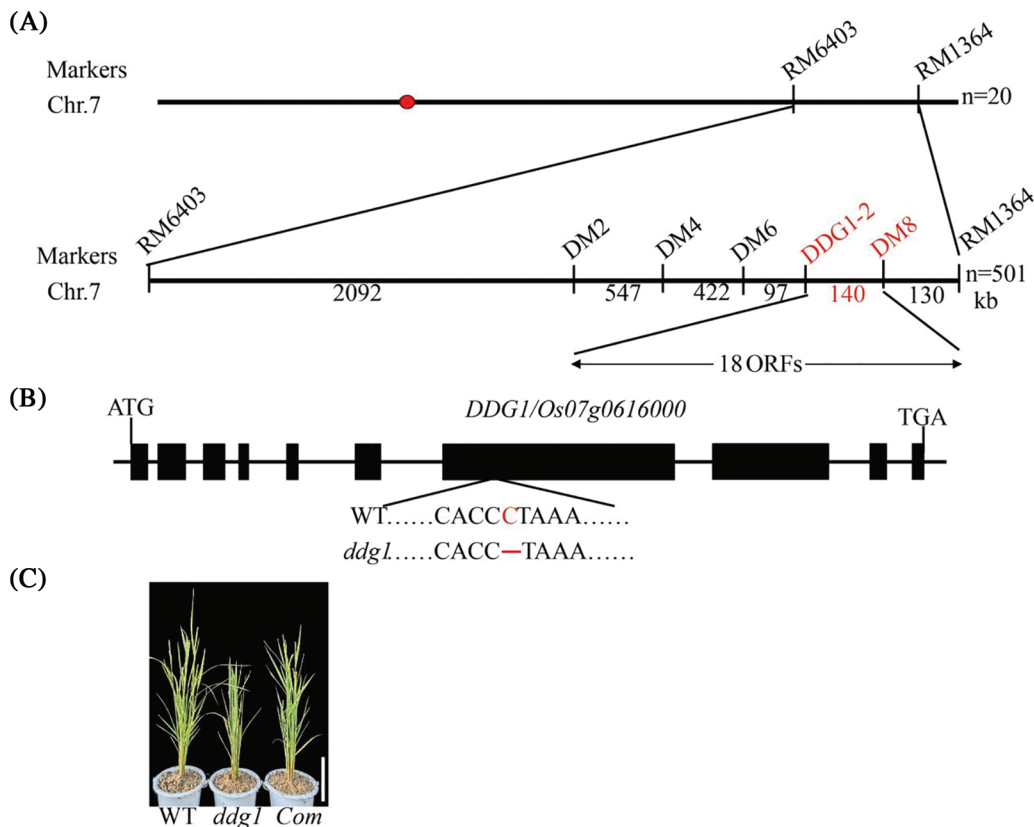 (A)
RM6403 RM1364
Markers
Chr.7 n=20
RM6403 DM2 DM4 DM6 DDG1-2 DM8 RM1364
Markers
Chr.7 n=501
2092 547 422 97 140 130 kb
18 ORFs
(B)
ATG DDG1/Os07g0616000 TGA
WT......CACCCTAAA......
ddg1......CACC–TAAA......
(C)
WT ddg1 Com